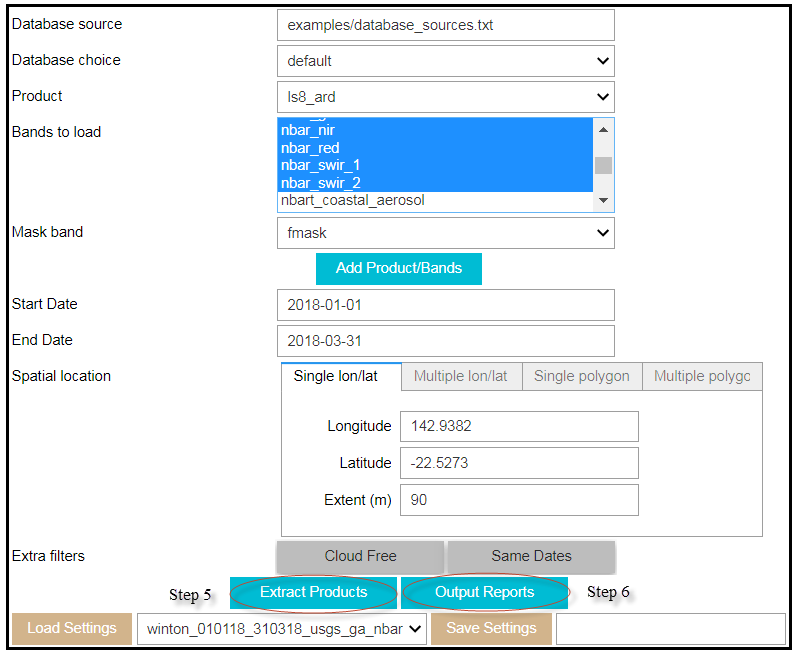 Database source examples/database_sources.txt
Database choice default
Product ls8_ard
Bands to load
nbar_nir
nbar_red
nbar_swir_1
nbar_swir_2
nbart_coastal_aerosol
Mask band fmask
Add Product/Bands
Start Date 2018-01-01
End Date 2018-03-31
Spatial location Single lon/lat Multiple lon/lat Single polygon Multiple polygc
Longitude 142.9382
Latitude -22.5273
Extent (m) 90
Extra filters Cloud Free Same Dates
Step 5 Extract Products Output Reports Step 6
Load Settings winton_010118_310318_usgs_ga_nbar Save Settings